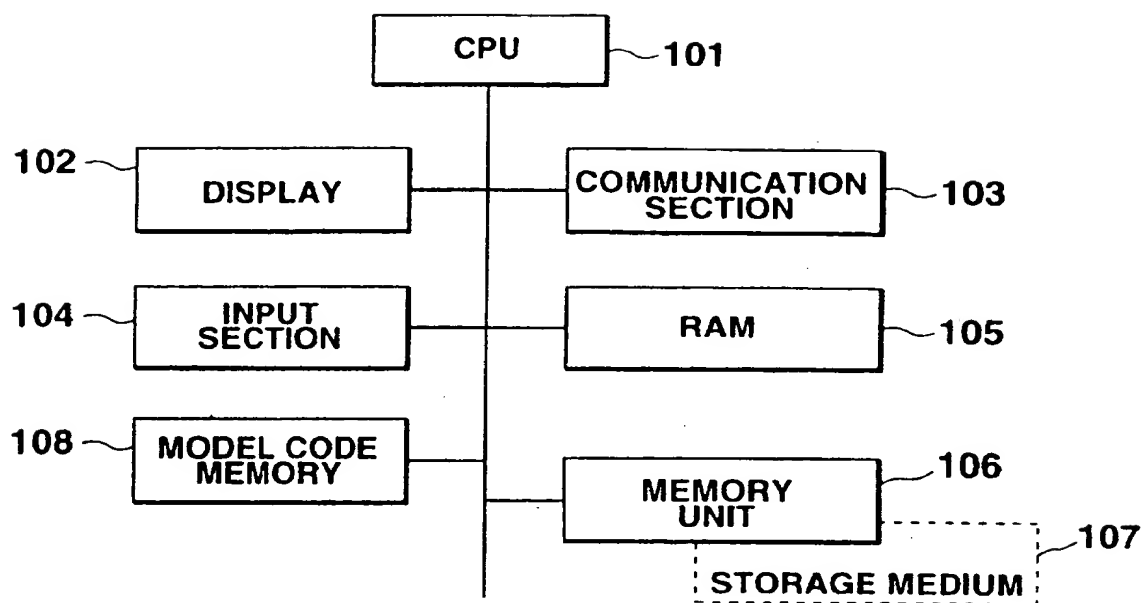 CPU
101
102
DISPLAY
COMMUNICATION
SECTION
103
104
INPUT
SECTION
RAM
105
108
MODEL CODE
MEMORY
MEMORY
UNIT
106
107
STORAGE MEDIUM